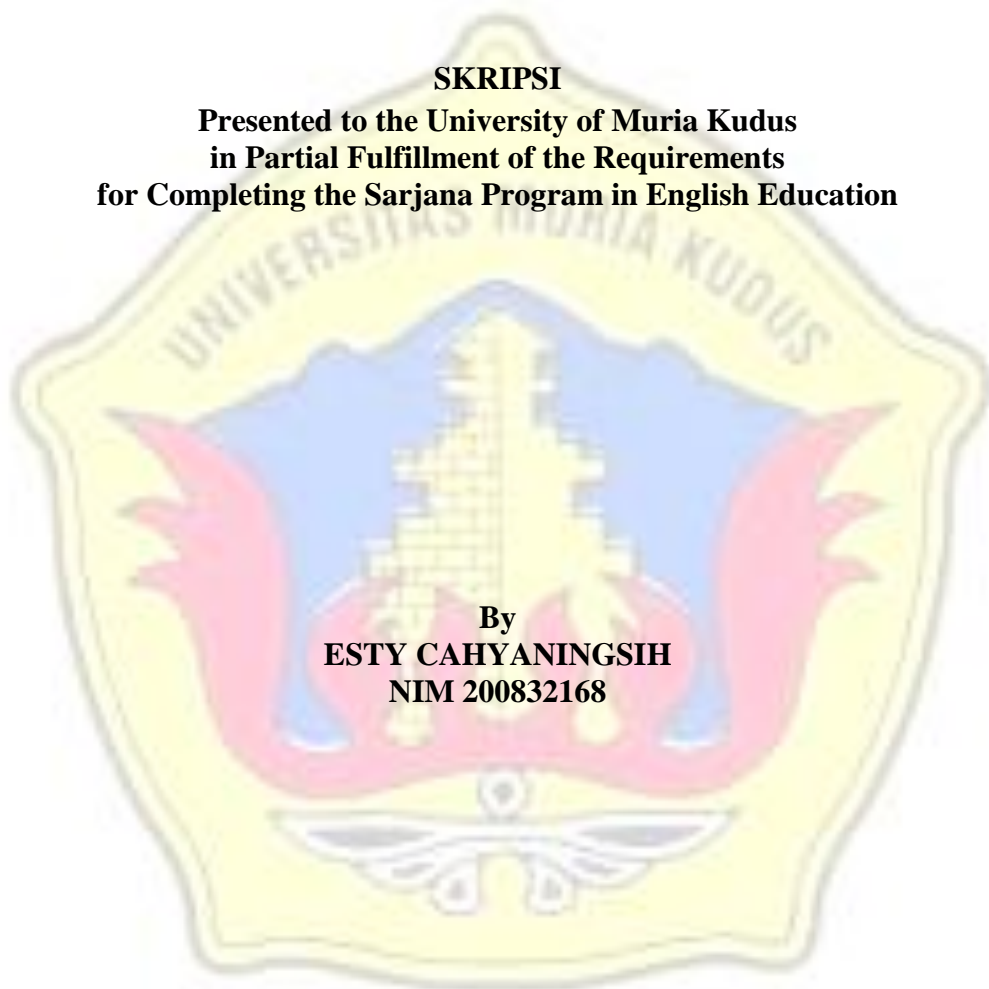 SKRIPSI
Presented to the University of Muria Kudus
in Partial Fulfillment of the Requirements
for Completing the Sarjana Program in English Education
UNIVERSITAS MURIA KUDUS
By
ESTY CAHYANINGSIH
NIM 200832168